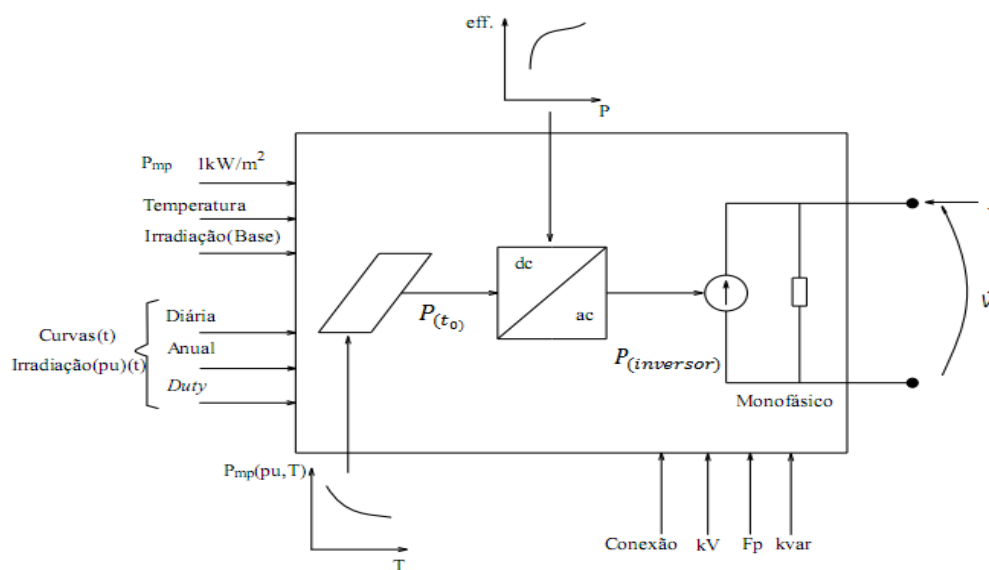 eff.
P
Pmp 1kW/m²
Temperatura
Irradiação(Base)
Curvas(t)
Irradiação(pu)(t)
Diária
Anual
Duty
dc
ac
P(t₀)
P(inversor)
Monofásico
Pmp(pu,T)
T
Conexão kV Fp kvar